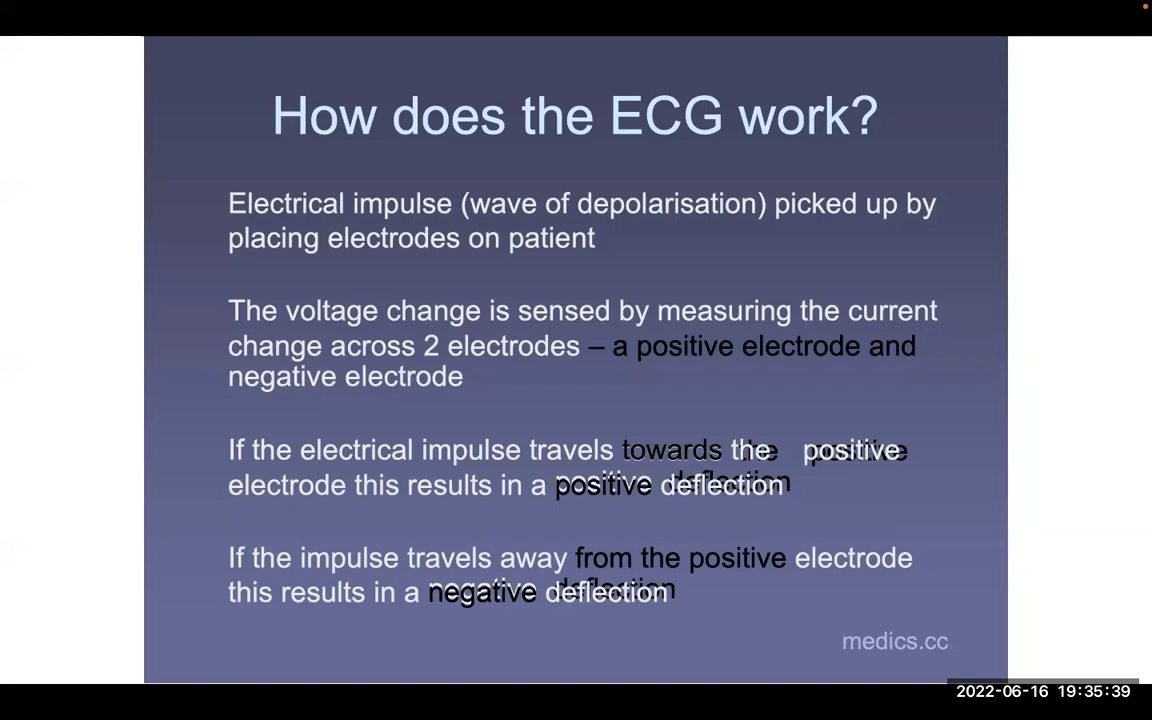 How does the ECG work?
Electrical impulse (wave of depolarisation) picked up by
placing electrodes on patient
The voltage change is sensed by measuring the current
change across 2 electrodes – a positive electrode and
negative electrode
If the electrical impulse travels towards the positive
electrode this results in a positive deflection
If the impulse travels away from the positive electrode
this results in a negative deflection
medics.cc
2022-06-16 19:35:39